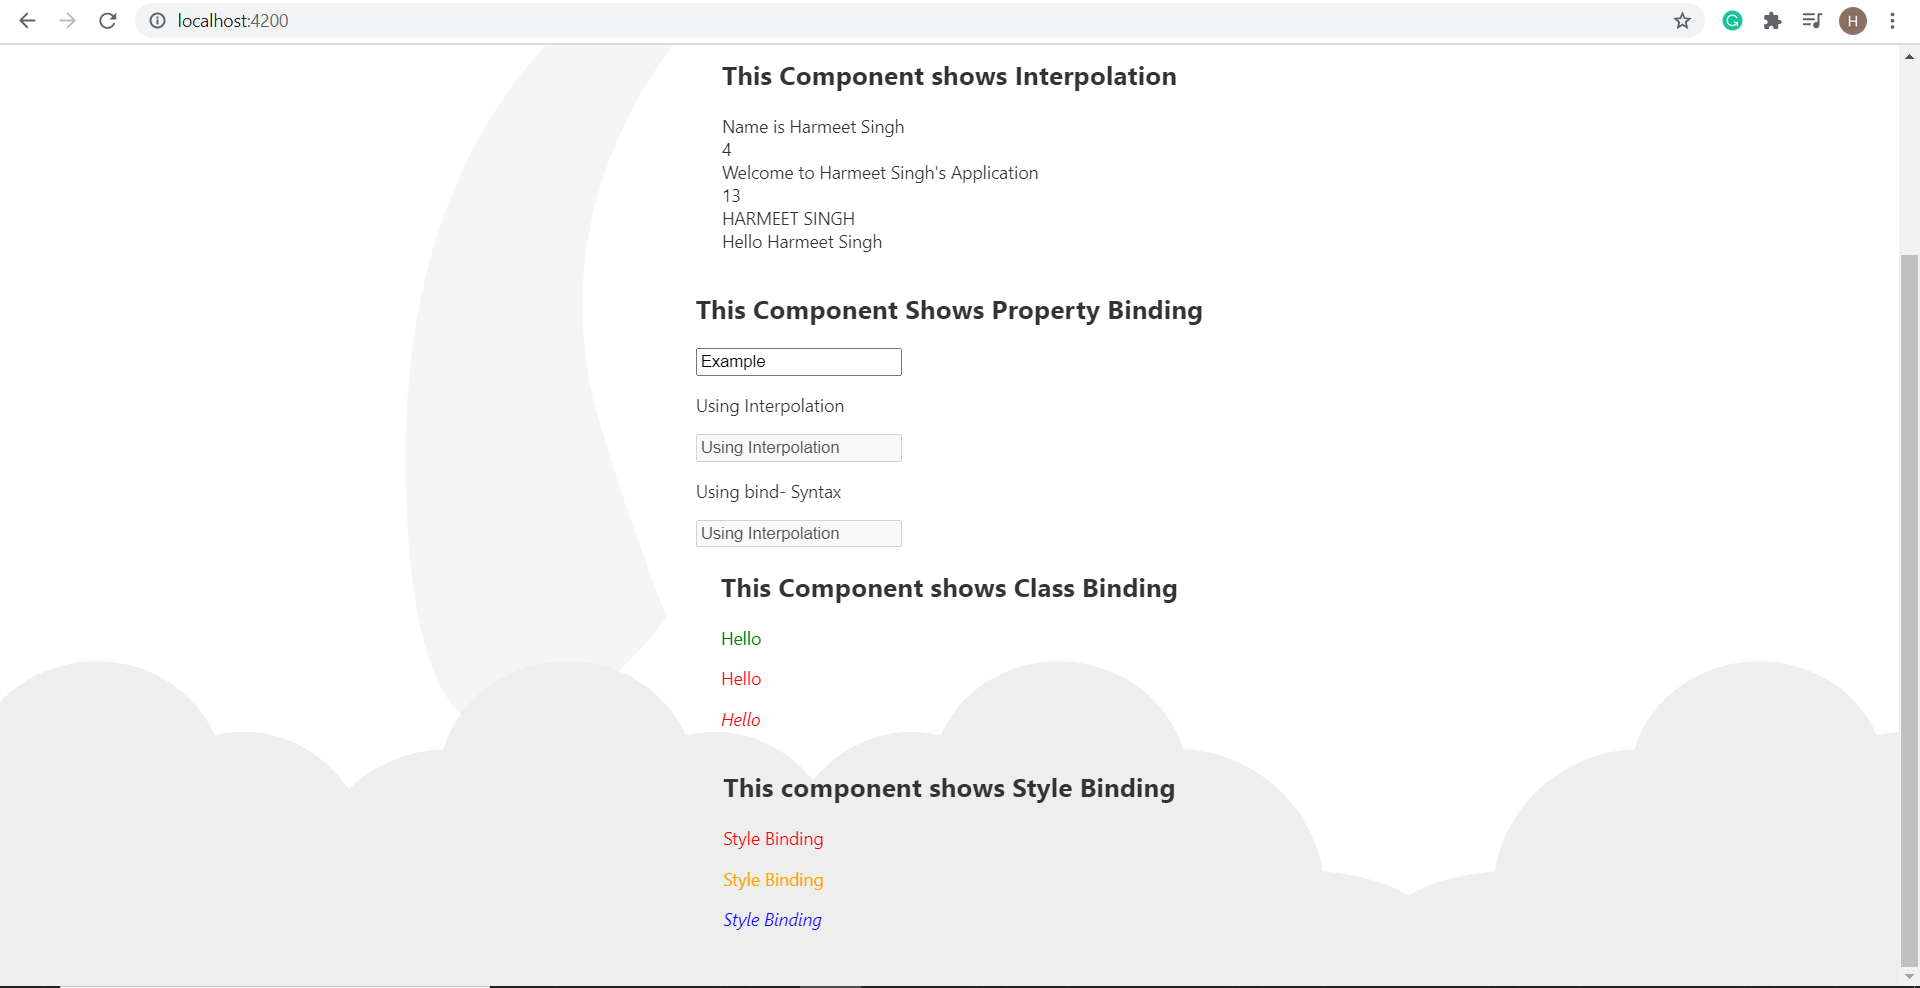 localhost:4200
H
This Component shows Interpolation
Name is Harmeet Singh
4
Welcome to Harmeet Singh's Application
13
HARMEET SINGH
Hello Harmeet Singh
This Component Shows Property Binding
Example
Using Interpolation
Using Interpolation
Using bind- Syntax
Using Interpolation
This Component shows Class Binding
Hello
Hello
Hello
This component shows Style Binding
Style Binding
Style Binding
Style Binding